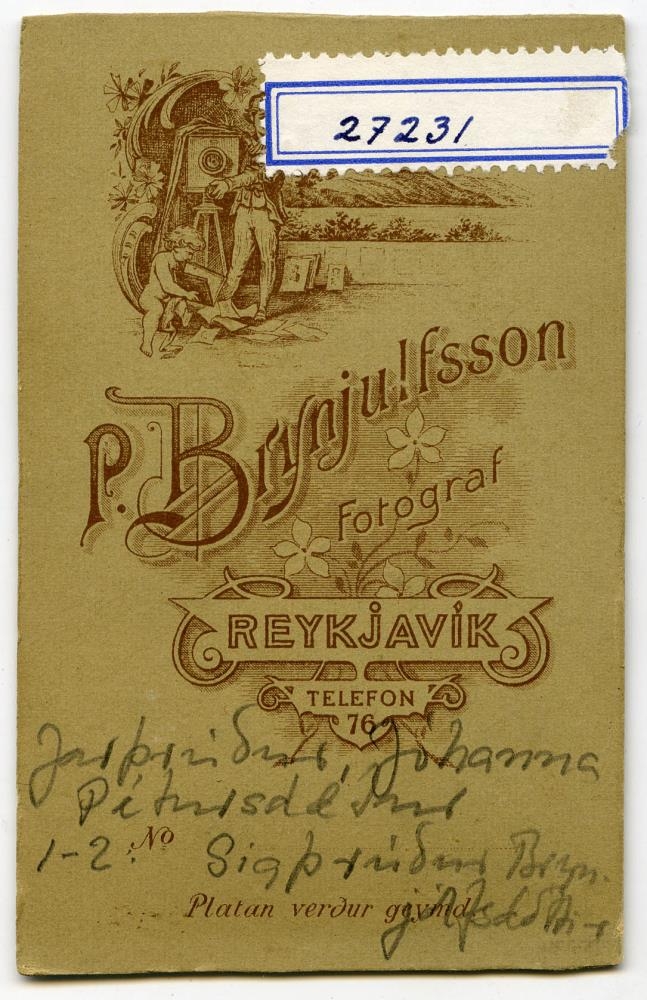 27231
P. Brynjulfsson
Fotograf
REYKJAVÍK
TELEFON
76
Jarþrúður, Jóhanna
Pétursdætur
1-2: No Sigþrúður Bryn-
Platan verður geymd.
jólfsdóttir